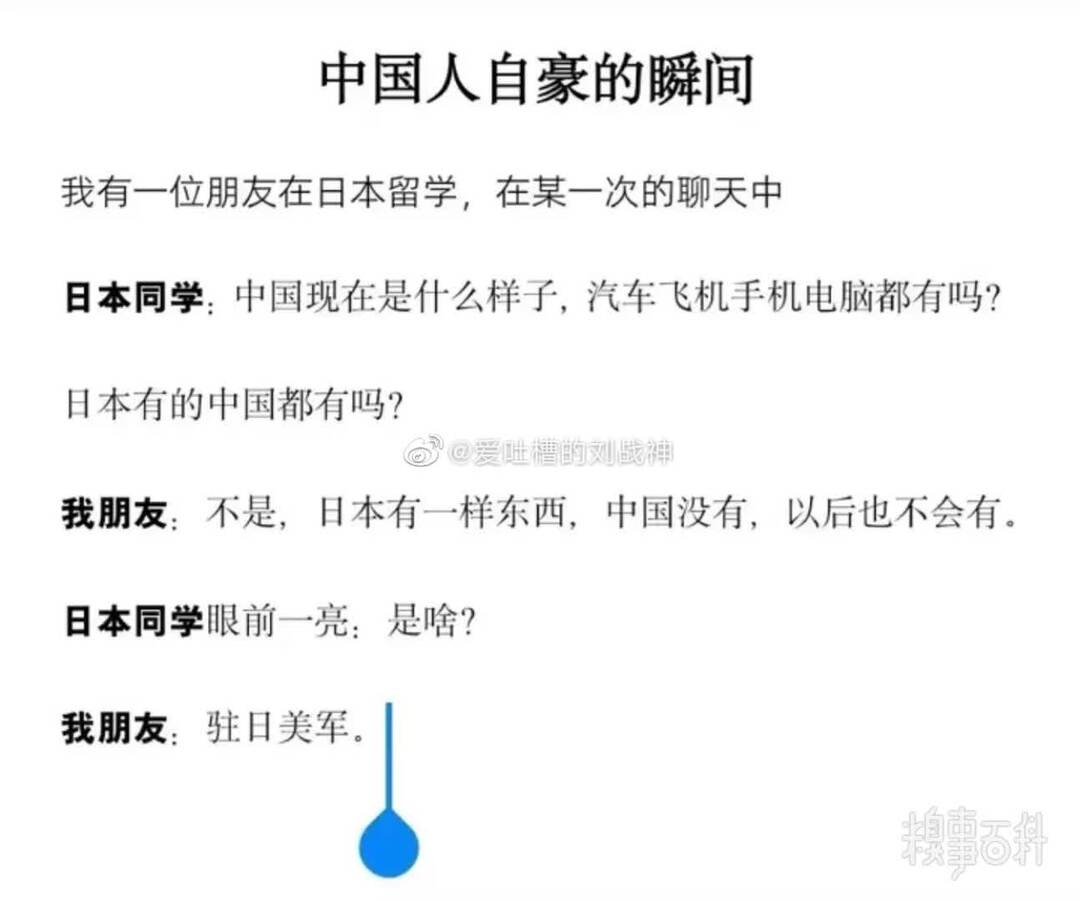 中国人自豪的瞬间
我有一位朋友在日本留学，在某一次的聊天中
日本同学：中国现在是什么样子，汽车飞机手机电脑都有吗？
日本有的中国都有吗？
@爱吐槽的刘战神
我朋友：不是，日本有一样东西，中国没有，以后也不会有。
日本同学眼前一亮：是啥？
我朋友：驻日美军。
糗事百科